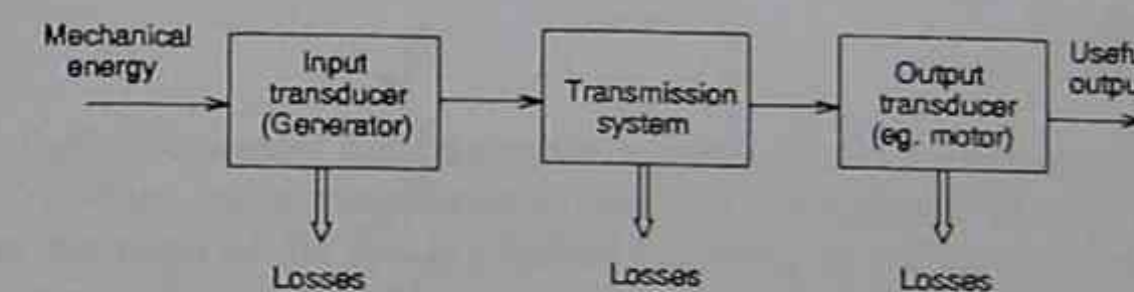 Mechanical
energy
Input
transducer
(Generator)
Transmission
system
Output
transducer
(eg. motor)
Losses
Losses
Losses